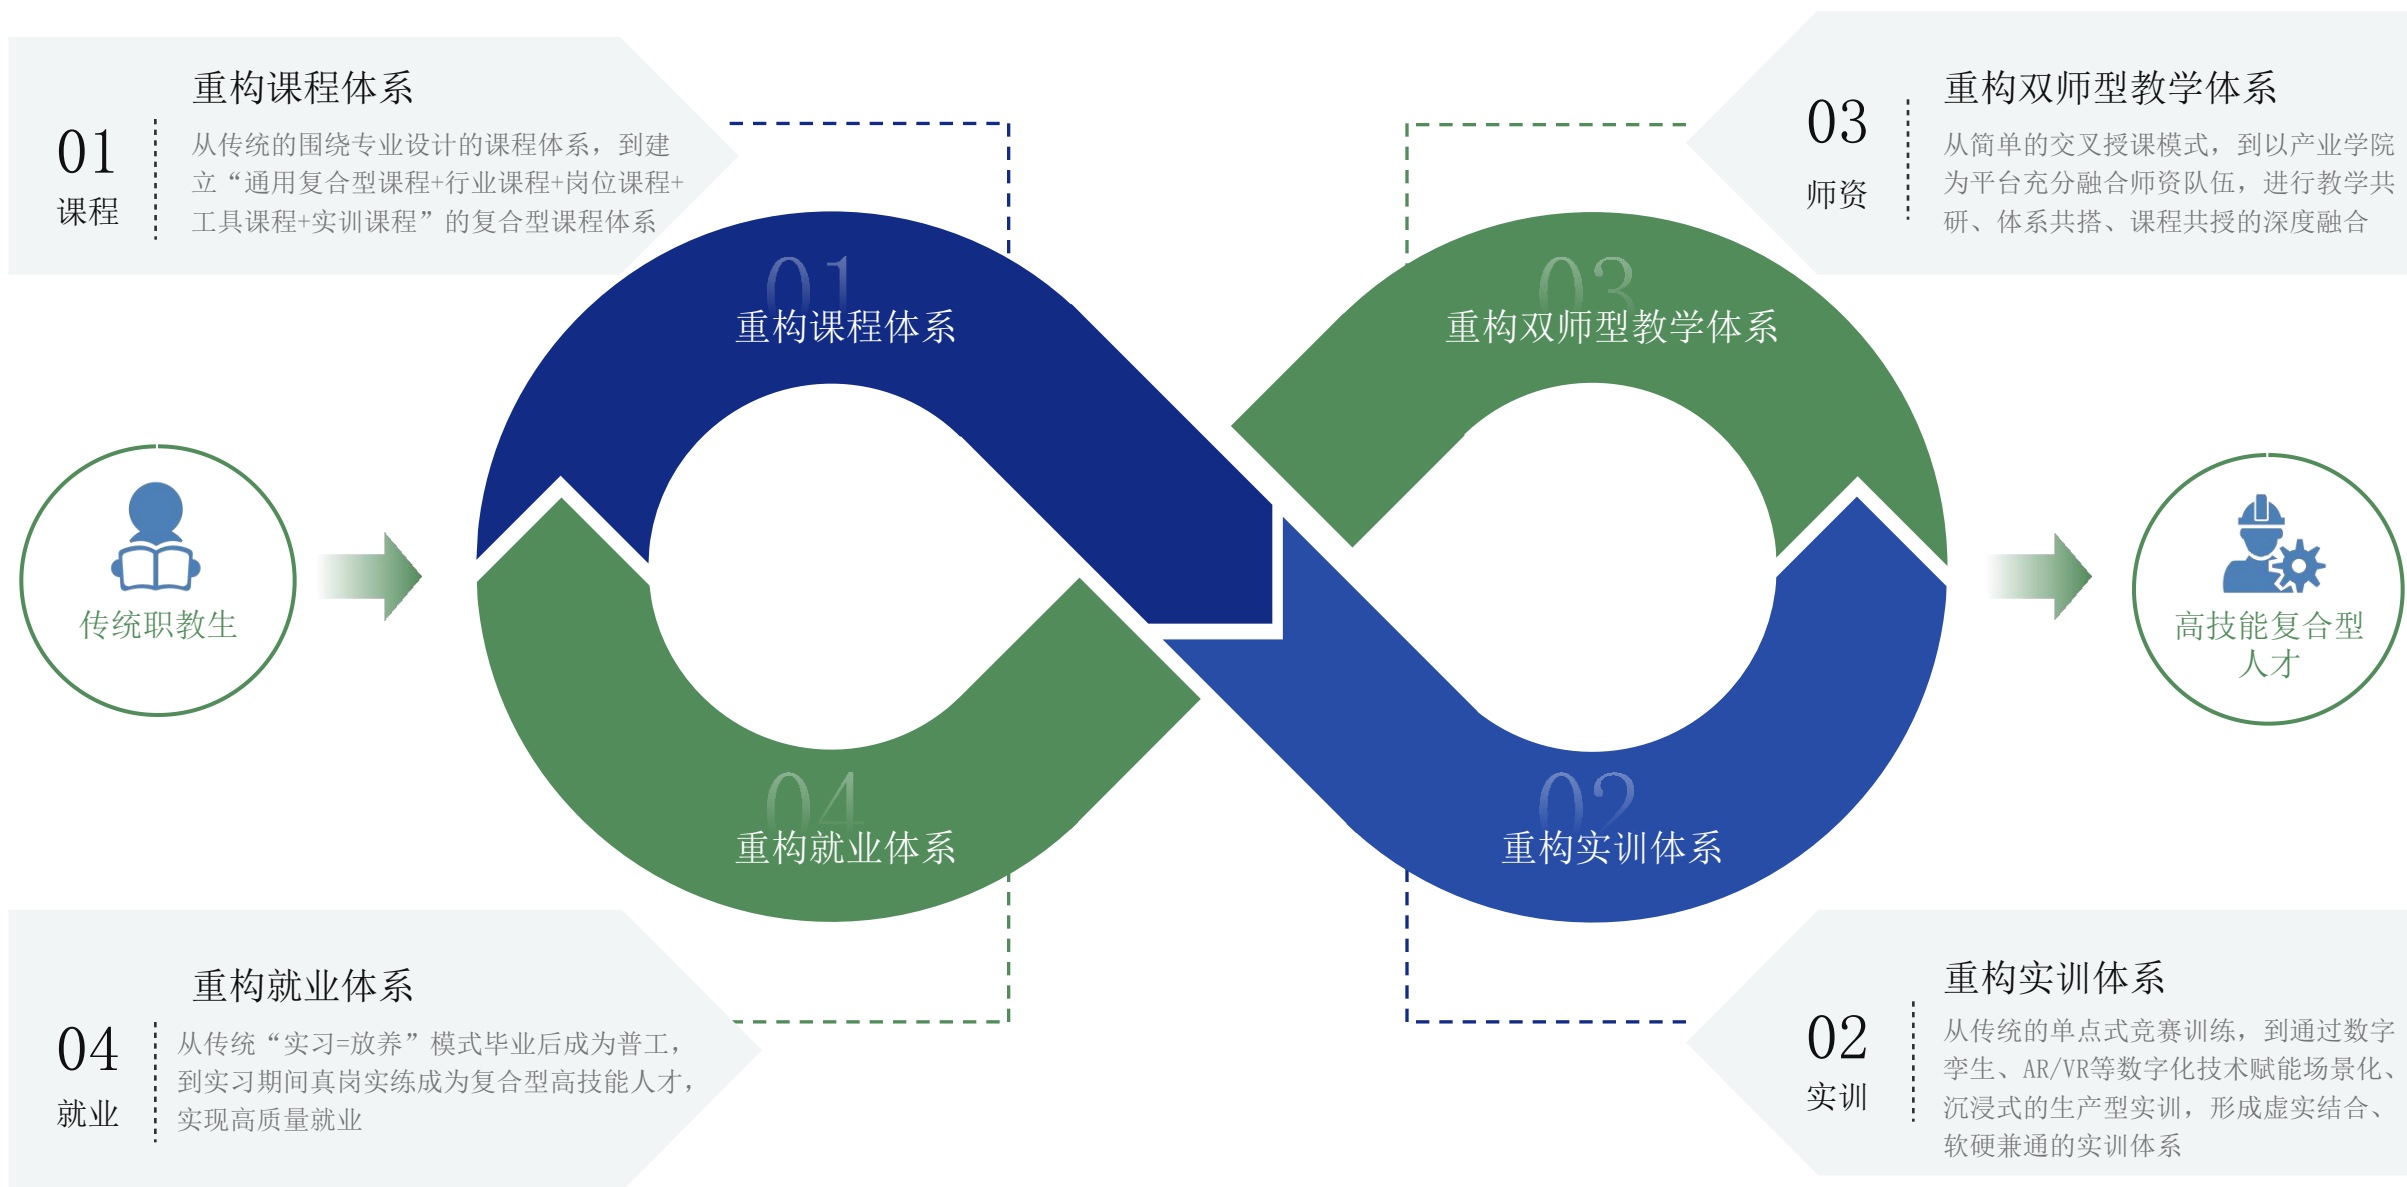 重构课程体系
01
课程
从传统的围绕专业设计的课程体系，到建
立“通用复合型课程+行业课程+岗位课程+
工具课程+实训课程”的复合型课程体系
重构双师型教学体系
03
师资
从简单的交叉授课模式，到以产业学院
为平台充分融合师资队伍，进行教学共
研、体系共搭、课程共授的深度融合
01
重构课程体系
03
重构双师型教学体系
传统职教生
高技能复合型
人才
04
重构就业体系
02
重构实训体系
重构就业体系
04
就业
从传统“实习=放养”模式毕业后成为普工，
到实习期间真岗实练成为复合型高技能人才，
实现高质量就业
重构实训体系
02
实训
从传统的单点式竞赛训练，到通过数字
孪生、AR/VR等数字化技术赋能场景化、
沉浸式的生产型实训，形成虚实结合、
软硬兼通的实训体系